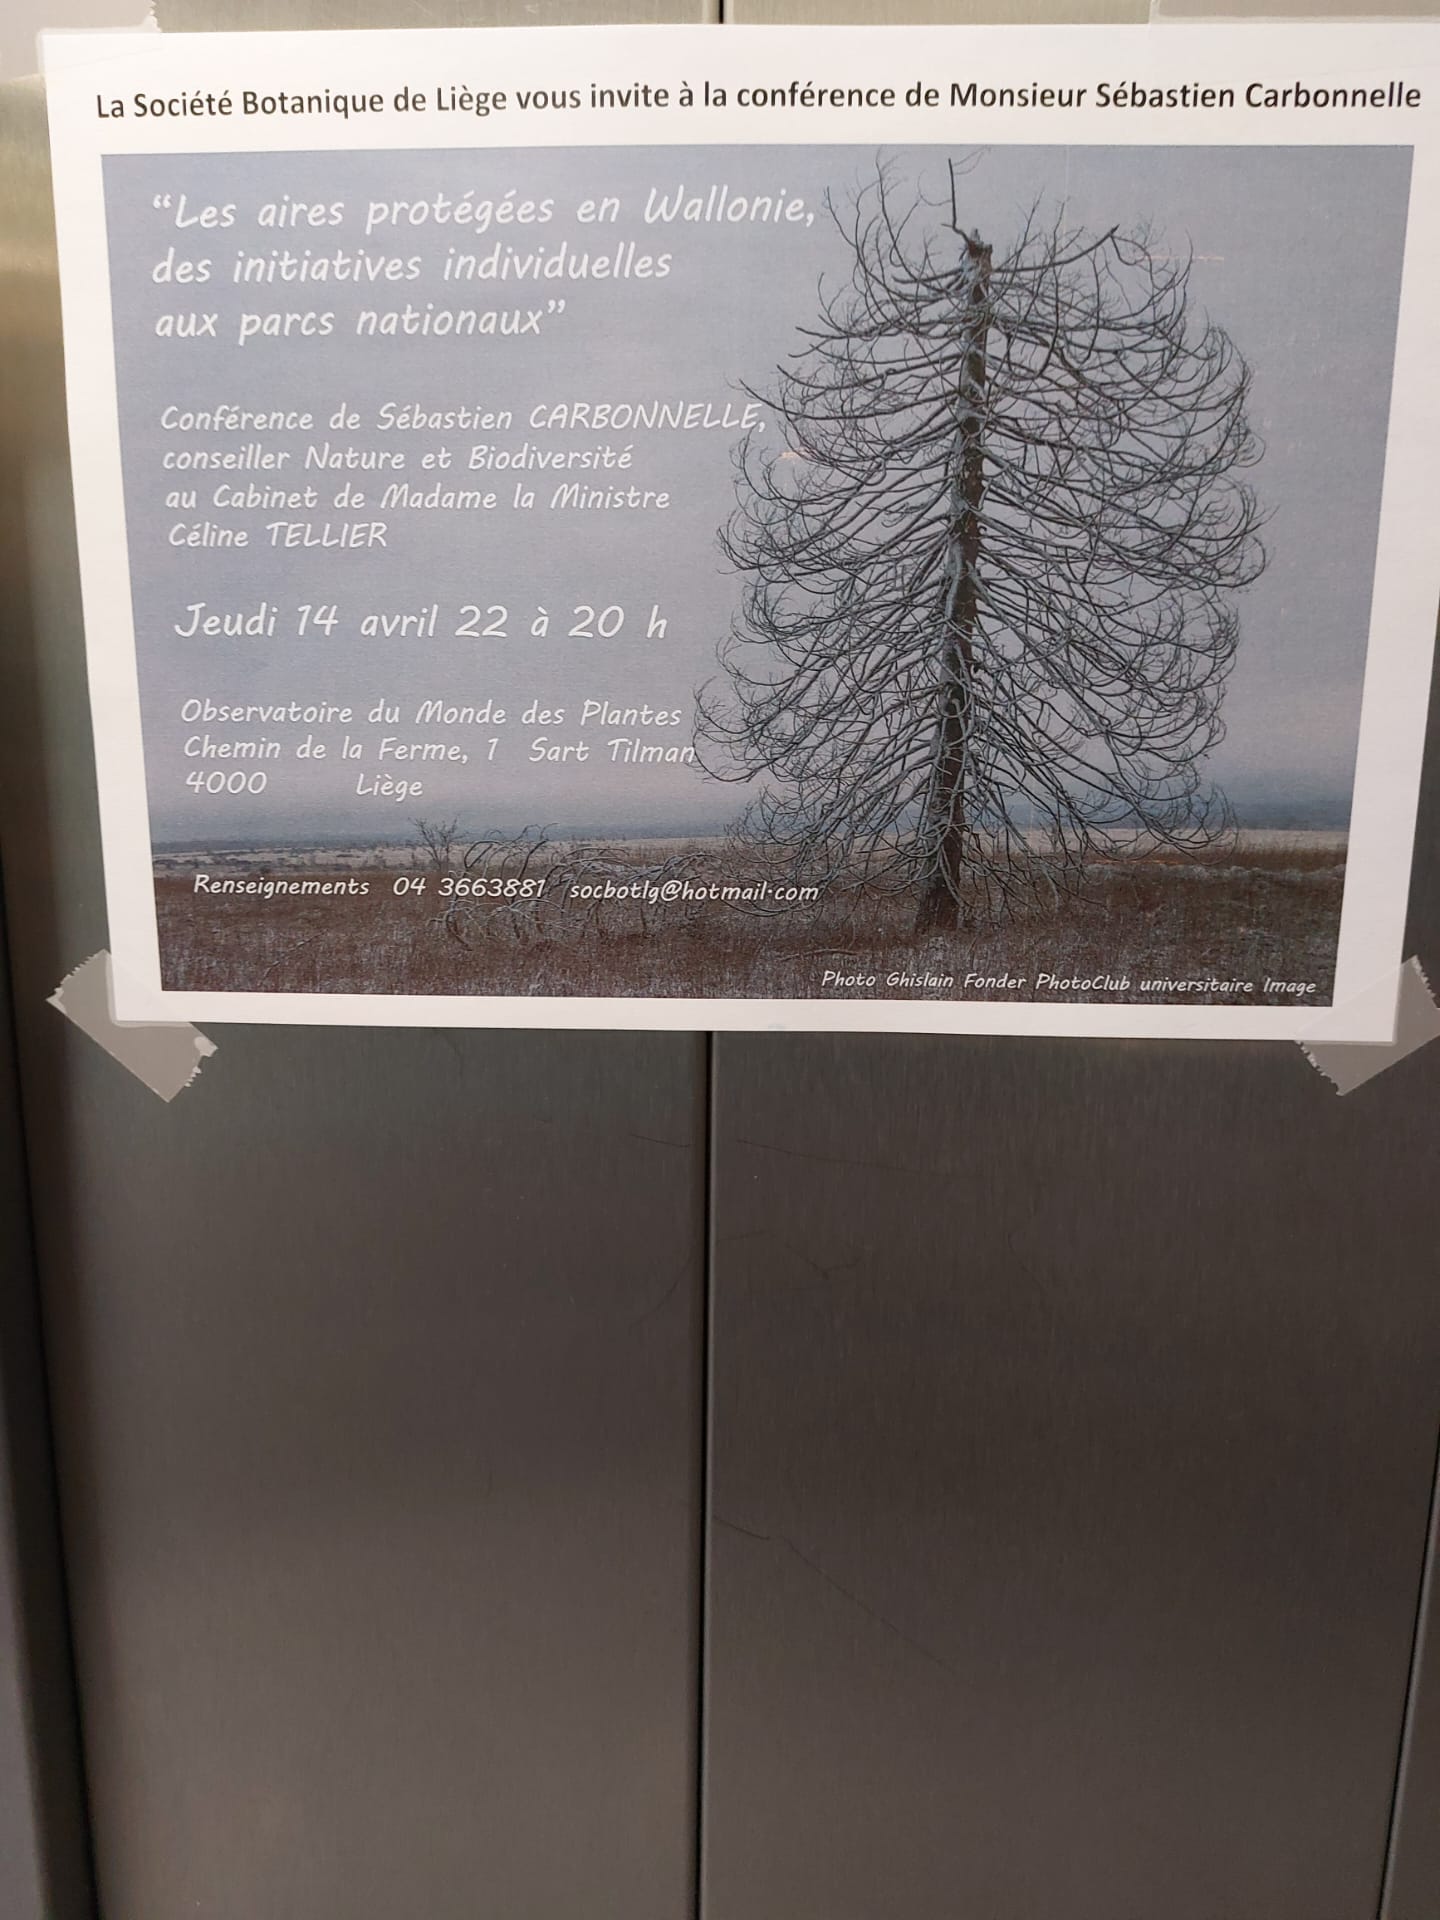 La Société Botanique de Liège vous invite à la conférence de Monsieur Sébastien Carbonnelle
“Les aires protégées en Wallonie,
des initiatives individuelles
aux parcs nationaux”
Conférence de Sébastien CARBONNELLE,
conseiller Nature et Biodiversité
au Cabinet de Madame la Ministre
Céline TELLIER
Jeudi 14 avril 22 à 20 h
Observatoire du Monde des Plantes
Chemin de la Ferme, 1 Sart Tilman
4000 Liège
Renseignements 04 3663881 socbotlg@hotmail.com
Photo Ghislain Fonder PhotoClub universitaire Image